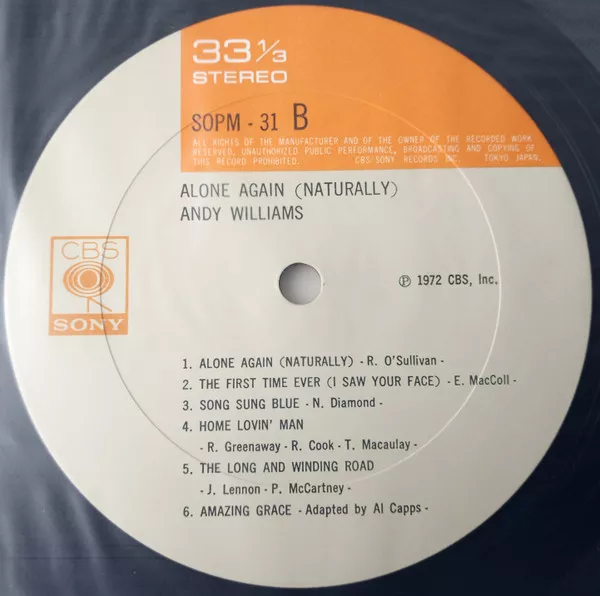 33 1/3
STEREO
SOPM - 31 B
ALL RIGHTS OF THE MANUFACTURER AND OF THE OWNER OF THE RECORDED WORK
RESERVED. UNAUTHORIZED PUBLIC PERFORMANCE, BROADCASTING AND COPYING OF
THIS RECORD PROHIBITED. CBS/SONY RECORDS INC. TOKYO JAPAN.
ALONE AGAIN (NATURALLY)
ANDY WILLIAMS
CBS
SONY
℗ 1972 CBS, Inc.
1. ALONE AGAIN (NATURALLY) - R. O'Sullivan -
2. THE FIRST TIME EVER (I SAW YOUR FACE) - E. MacColl -
3. SONG SUNG BLUE - N. Diamond -
4. HOME LOVIN' MAN
- R. Greenaway - R. Cook - T. Macaulay -
5. THE LONG AND WINDING ROAD
- J. Lennon - P. McCartney -
6. AMAZING GRACE - Adapted by Al Capps -